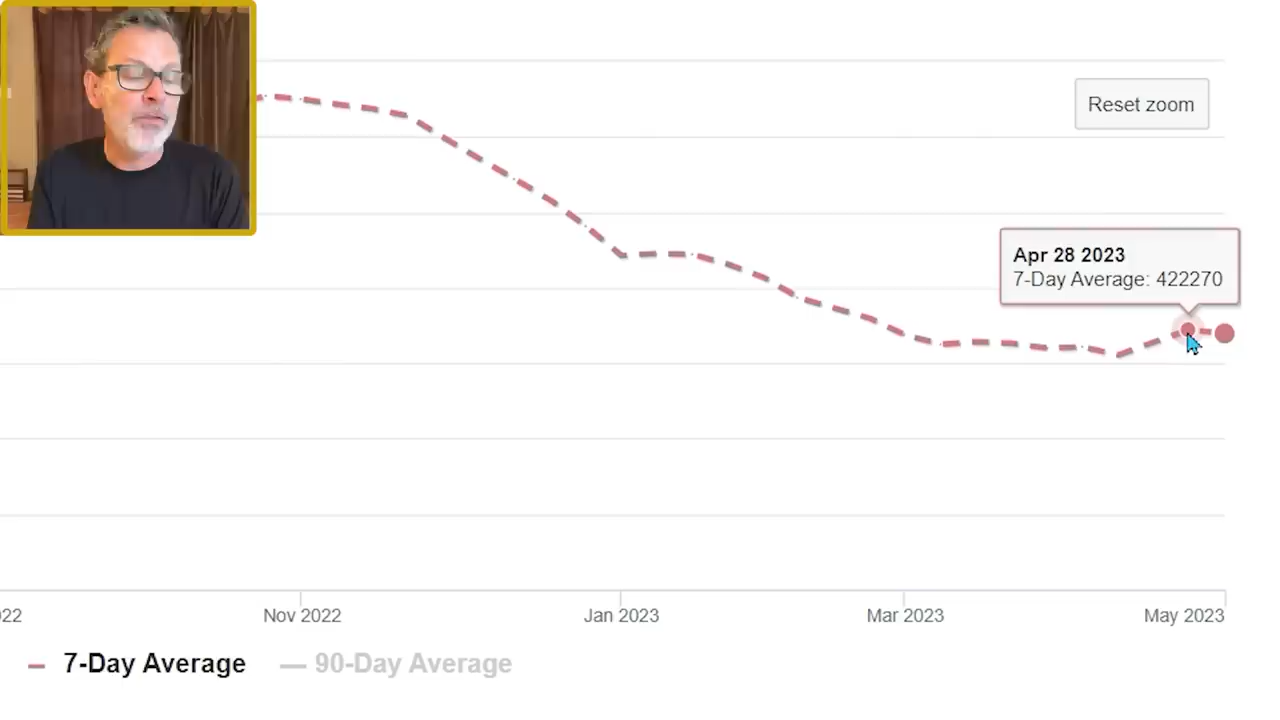 Reset zoom
Apr 28 2023
7-Day Average: 422270
22
Nov 2022
Jan 2023
Mar 2023
May 2023
7-Day Average
90-Day Average